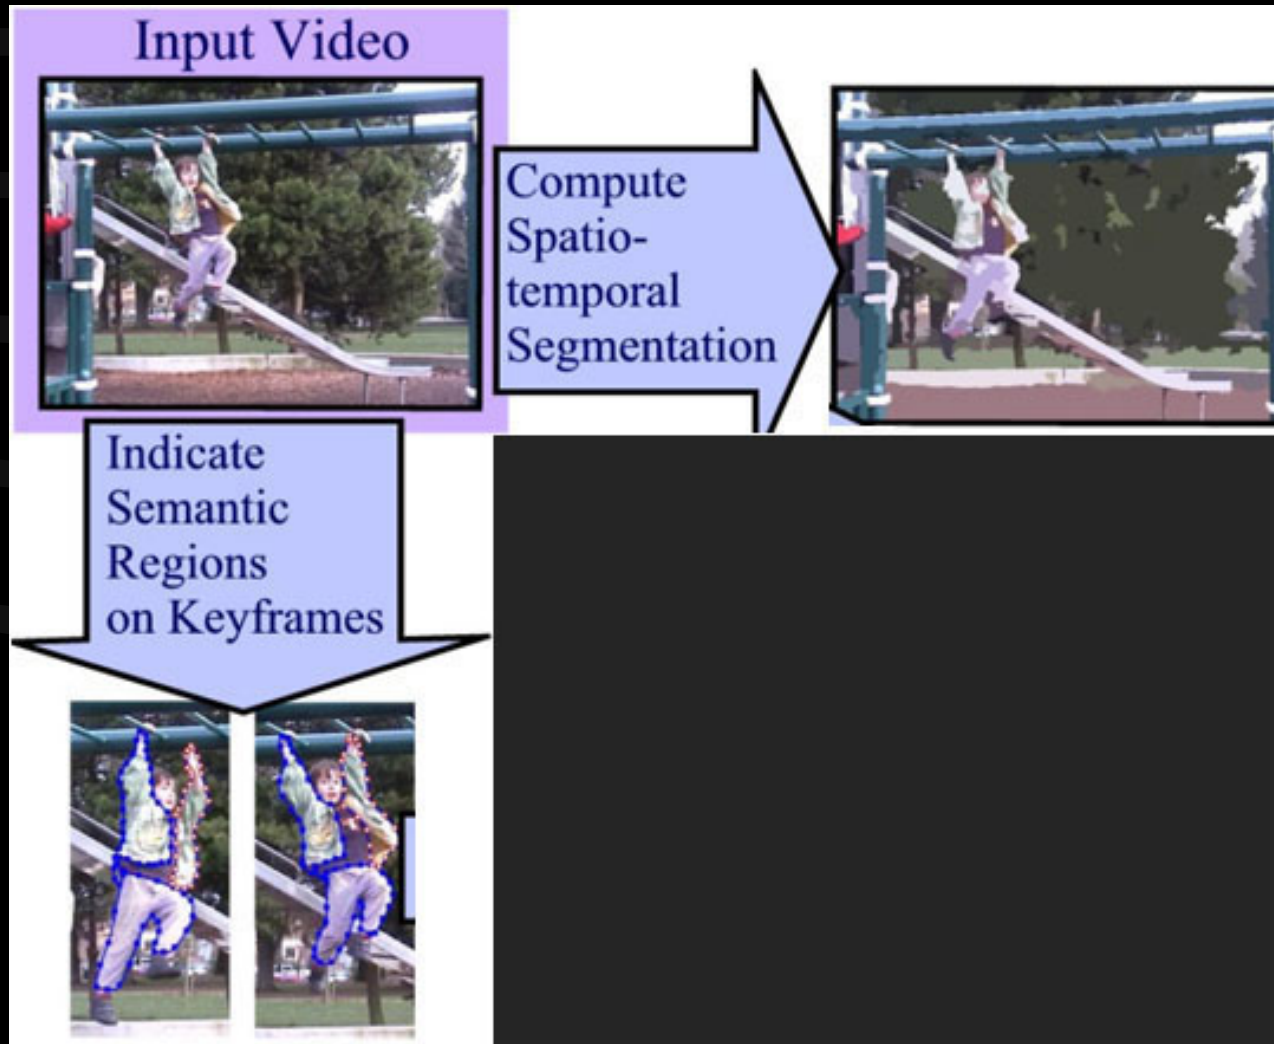 Input Video
Compute
Spatio-
temporal
Segmentation
Indicate
Semantic
Regions
on Keyframes